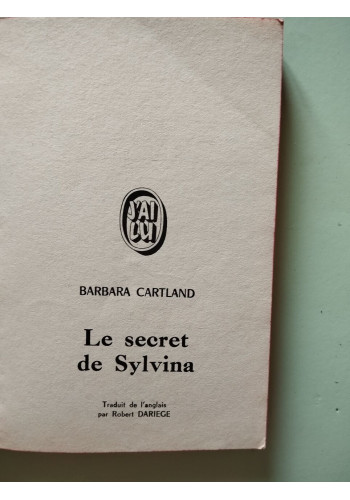 J'AI
LU
BARBARA CARTLAND
Le secret
de Sylvina
Traduit de l'anglais
par Robert DARIEGE